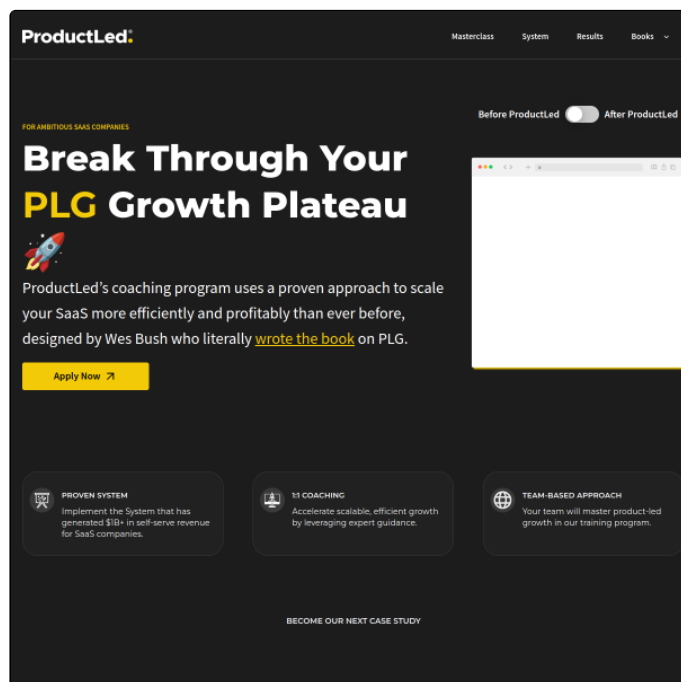 ProductLed
Masterclass
System
Results
Books
Before ProductLed
After ProductLed
FOR AMBITIOUS SAAS COMPANIES
Break Through Your
PLG Growth Plateau
ProductLed’s coaching program uses a proven approach to scale
your SaaS more efficiently and profitably than ever before,
designed by Wes Bush who literally wrote the book on PLG.
Apply Now
PROVEN SYSTEM
Implement the System that has
generated $1B+ in self-serve revenue
for SaaS companies.
1:1 COACHING
Accelerate scalable, efficient growth
by leveraging expert guidance.
TEAM-BASED APPROACH
Your team will master product-led
growth in our training program.
BECOME OUR NEXT CASE STUDY